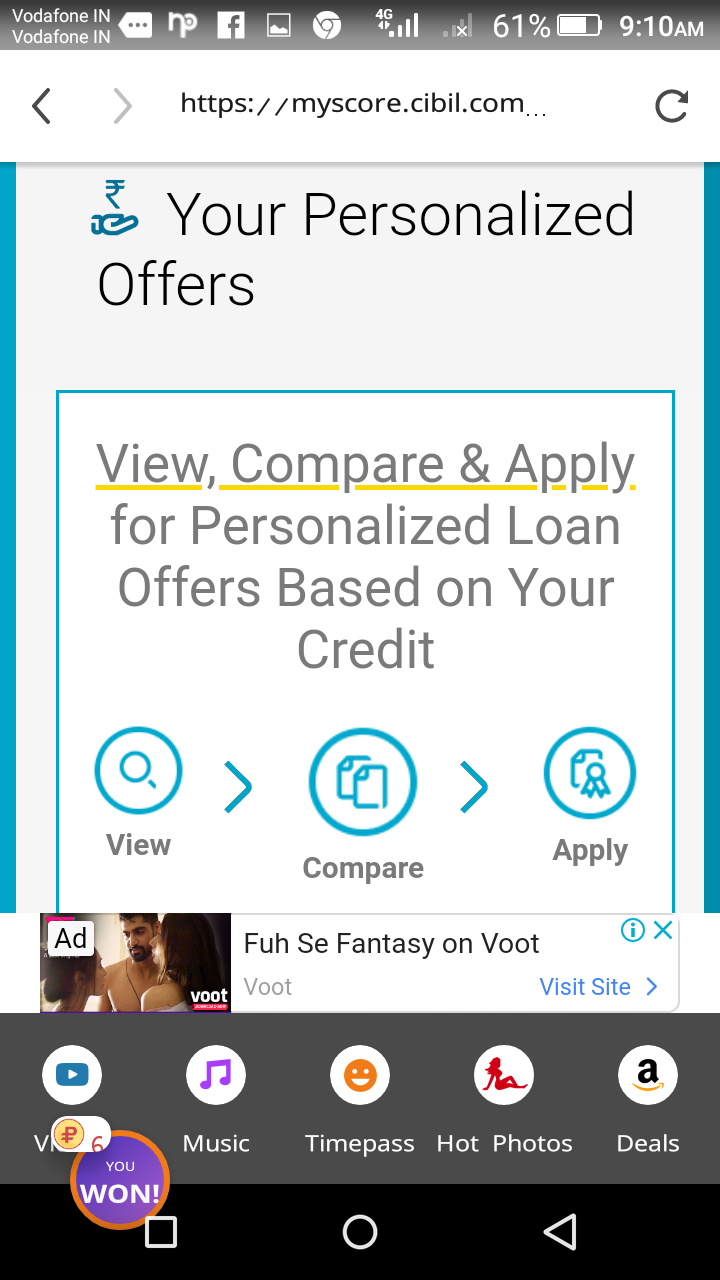 Vodafone IN
Vodafone IN
4G
61%
9:10AM
https://myscore.cibil.com...
Your Personalized
Offers
View, Compare & Apply
for Personalized Loan
Offers Based on Your
Credit
View
Compare
Apply
Ad
voot
Fuh Se Fantasy on Voot
Voot
Visit Site
Music
Timepass
Hot Photos
Deals
6
YOU
WON!